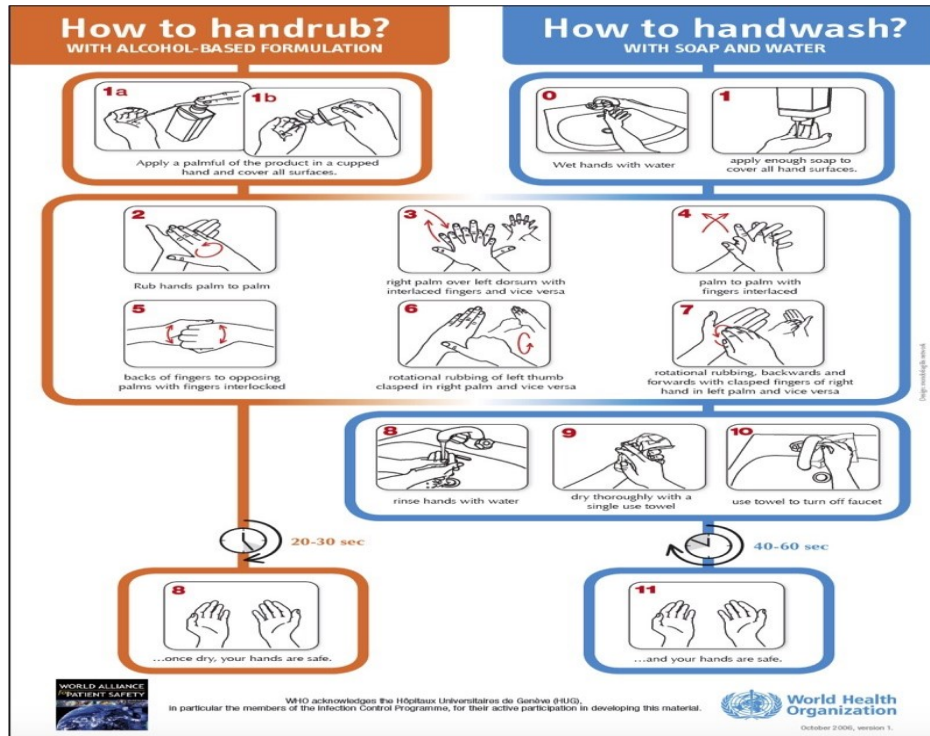 How to handrub?
WITH ALCOHOL-BASED FORMULATION
How to handwash?
WITH SOAP AND WATER
1a
1b
Apply a palmful of the product in a cupped
hand and cover all surfaces.
0
Wet hands with water
1
apply enough soap to
cover all hand surfaces.
2
Rub hands palm to palm
3
right palm over left dorsum with
interlaced fingers and vice versa
4
palm to palm with
fingers interlaced
5
backs of fingers to opposing
palms with fingers interlocked
6
rotational rubbing of left thumb
clasped in right palm and vice versa
7
rotational rubbing, backwards and
forwards with clasped fingers of right
hand in left palm and vice versa
8
rinse hands with water
9
dry thoroughly with a
single use towel
10
use towel to turn off faucet
20-30 sec
40-60 sec
8
...once dry, your hands are safe.
11
...and your hands are safe.
WORLD ALLIANCE
for PATIENT SAFETY
WHO acknowledges the Hôpitaux Universitaires de Genève (HUG),
in particular the members of the Infection Control Programme, for their active participation in developing this material.
World Health
Organization
October 2006, version 1.